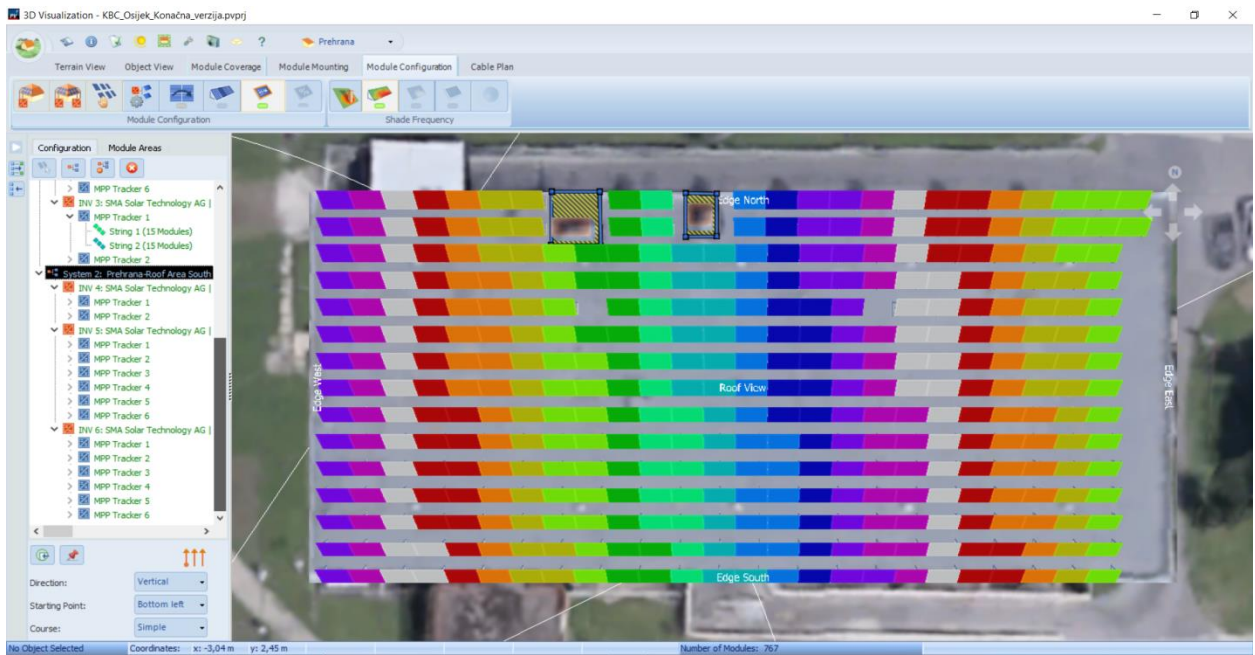 3D Visualization - KBC_Osijek_Konačna_verzija.pvprj
? Prehrana
Terrain View Object View Module Coverage Module Mounting Module Configuration Cable Plan
Module Configuration Shade Frequency
Configuration Module Areas
MPP Tracker 6
INV 3: SMA Solar Technology AG |
MPP Tracker 1
String 1 (15 Modules)
String 2 (15 Modules)
MPP Tracker 2
System 2: Prehrana-Roof Area South
INV 4: SMA Solar Technology AG |
MPP Tracker 1
MPP Tracker 2
INV 5: SMA Solar Technology AG |
MPP Tracker 1
MPP Tracker 2
MPP Tracker 3
MPP Tracker 4
MPP Tracker 5
MPP Tracker 6
INV 6: SMA Solar Technology AG |
MPP Tracker 1
MPP Tracker 2
MPP Tracker 3
MPP Tracker 4
MPP Tracker 5
MPP Tracker 6
Direction: Vertical
Starting Point: Bottom left
Course: Simple
N
Edge North
Edge West
Roof View
Edge East
Edge South
No Object Selected Coordinates: x: -3,04 m y: 2,45 m Number of Modules: 767